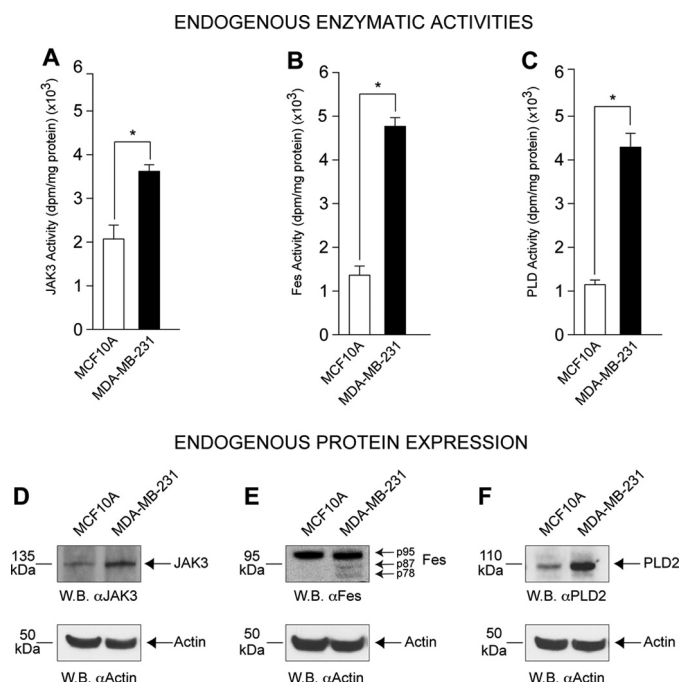 ENDOGENOUS ENZYMATIC ACTIVITIES
A
JAK3 Activity (dpm/mg protein) (x10³)
6
5
4
3
2
1
0
*
MCF10A
MDA-MB-231
B
Fes Activity (dpm/mg protein) (x10³)
6
5
4
3
2
1
0
*
MCF10A
MDA-MB-231
C
PLD Activity (dpm/mg protein) (x10³)
6
5
4
3
2
1
0
*
MCF10A
MDA-MB-231
ENDOGENOUS PROTEIN EXPRESSION
D
MCF10A
MDA-MB-231
135
kDa
JAK3
W.B. αJAK3
50
kDa
Actin
W.B. αActin
E
MCF10A
MDA-MB-231
95
kDa
p95
p87
p78
Fes
W.B. αFes
50
kDa
Actin
W.B. αActin
F
MCF10A
MDA-MB-231
110
kDa
PLD2
W.B. αPLD2
50
kDa
Actin
W.B. αActin